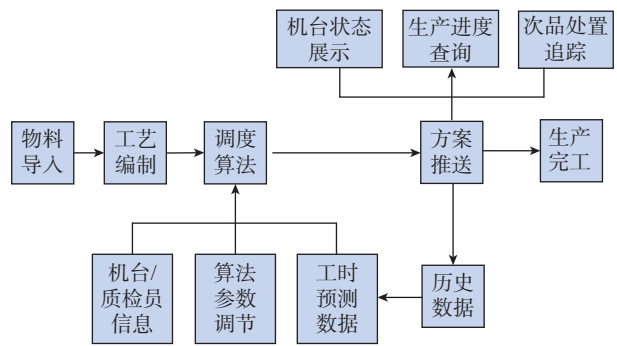 机台状态
展示
生产进度
查询
次品处置
追踪
物料
导入
工艺
编制
调度
算法
方案
推送
生产
完工
机台/
质检员
信息
算法
参数
调节
工时
预测
数据
历史
数据